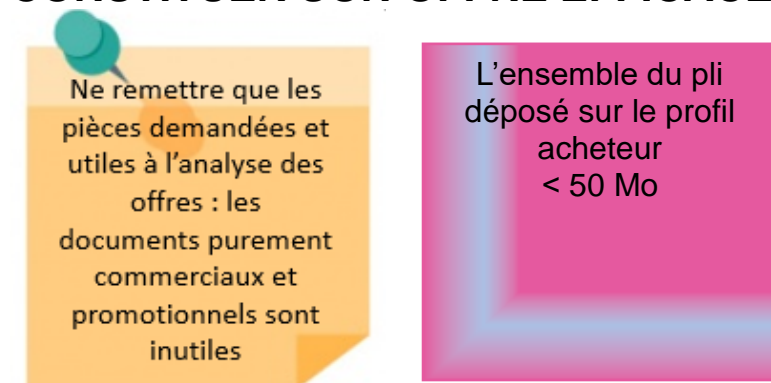 Ne remettre que les
pièces demandées et
utiles à l'analyse des
offres : les
documents purement
commerciaux et
promotionnels sont
inutiles
L'ensemble du pli
déposé sur le profil
acheteur
< 50 Mo